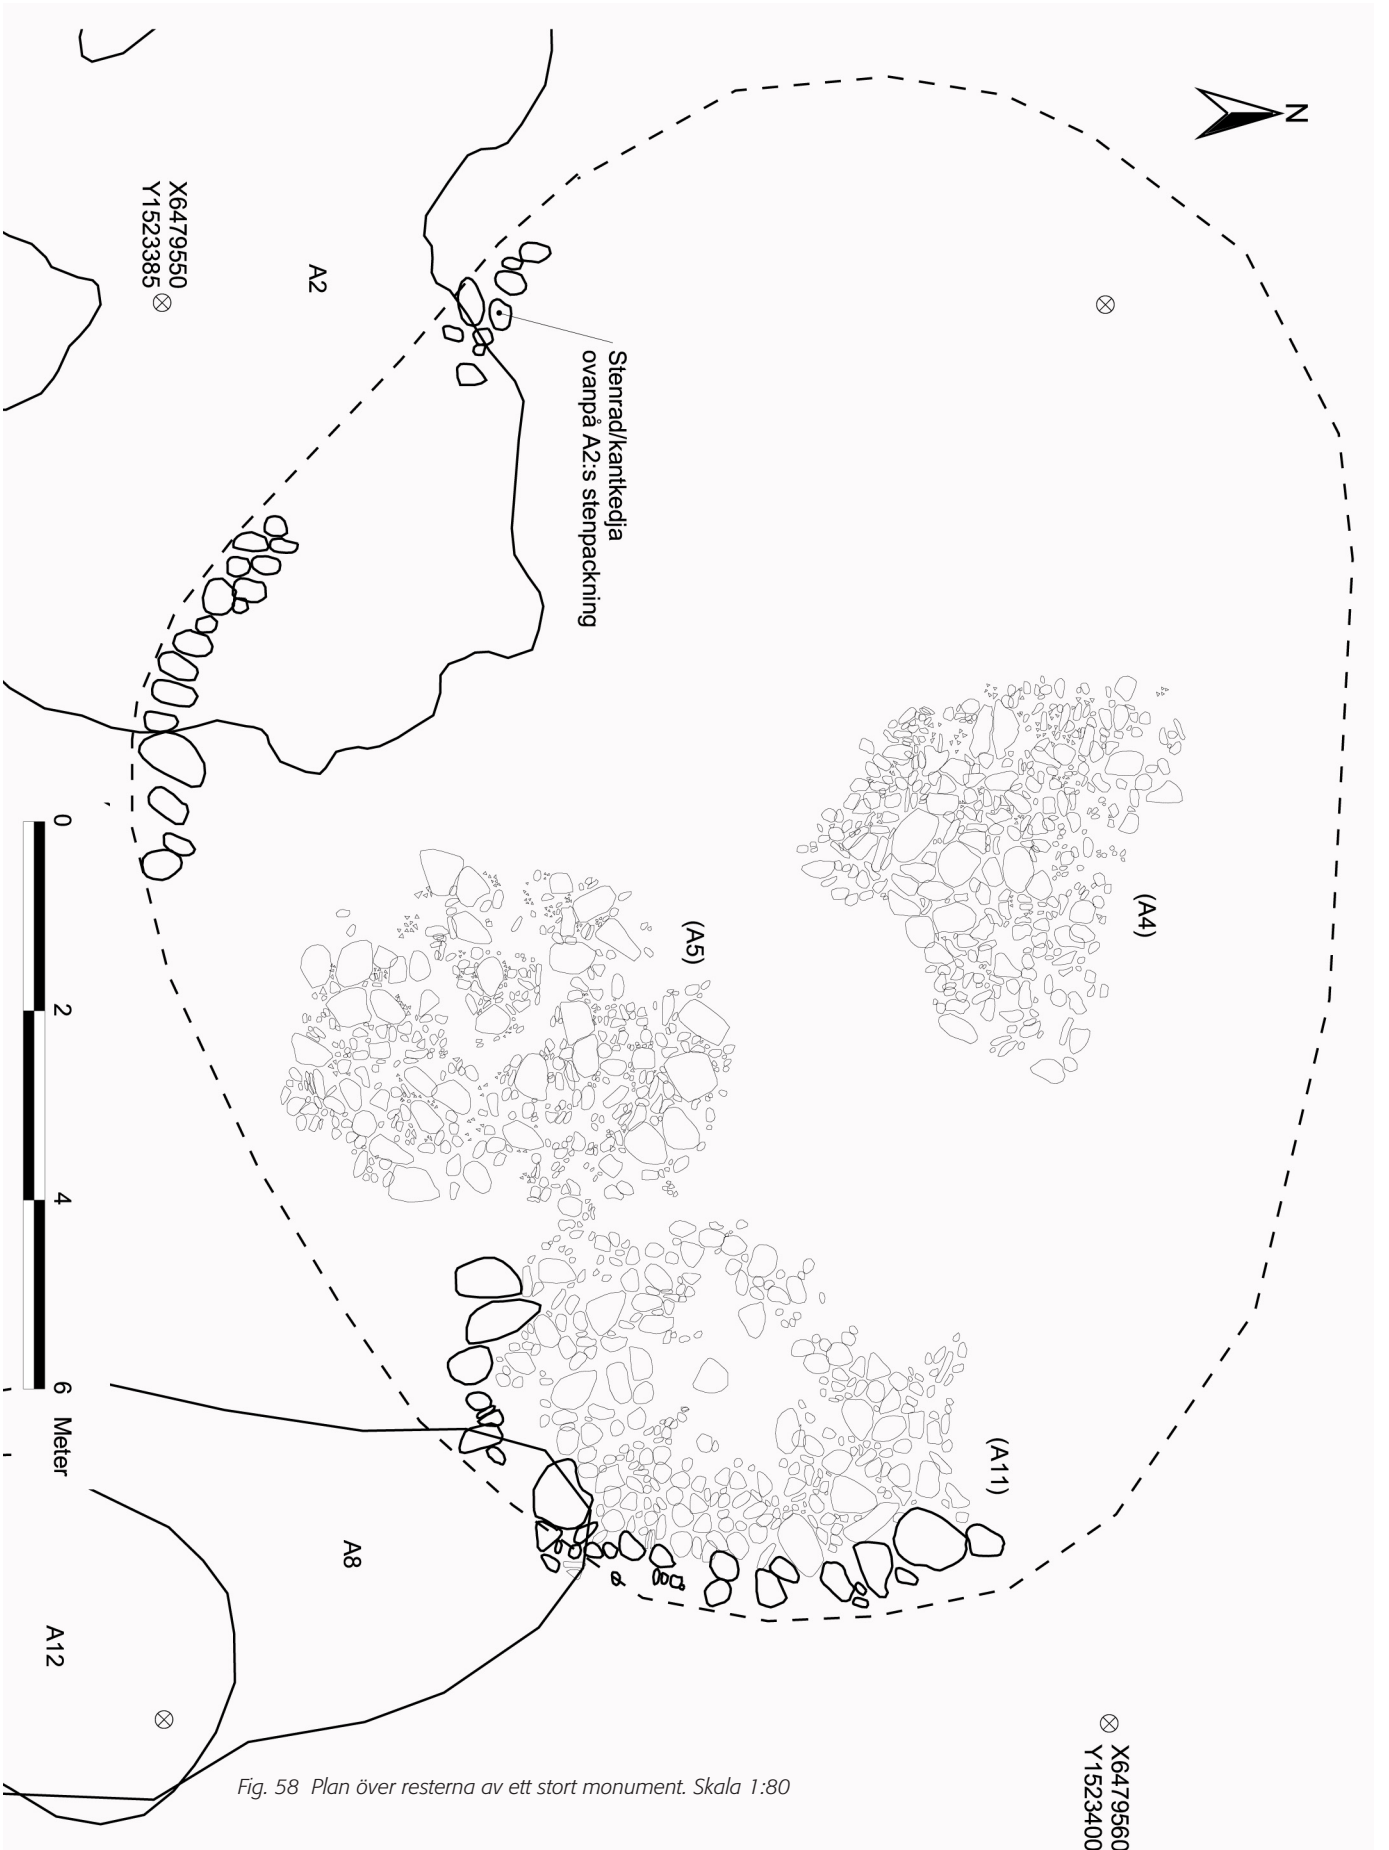 N
X6479550
Y1523385
A2
Stenrad/kantkedja
ovanpå A2:s stenpackning
(A4)
(A5)
(A11)
0
2
4
6 Meter
A8
A12
X6479560
Y1523400
Fig. 58 Plan över resterna av ett stort monument. Skala 1:80